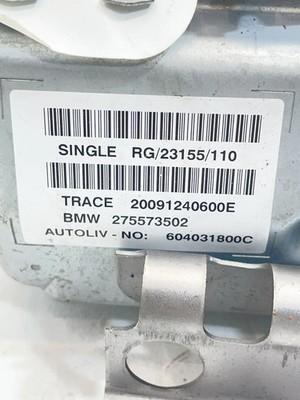 SINGLE RG/23155/110
TRACE 20091240600E
BMW 275573502
AUTOLIV - NO: 604031800C